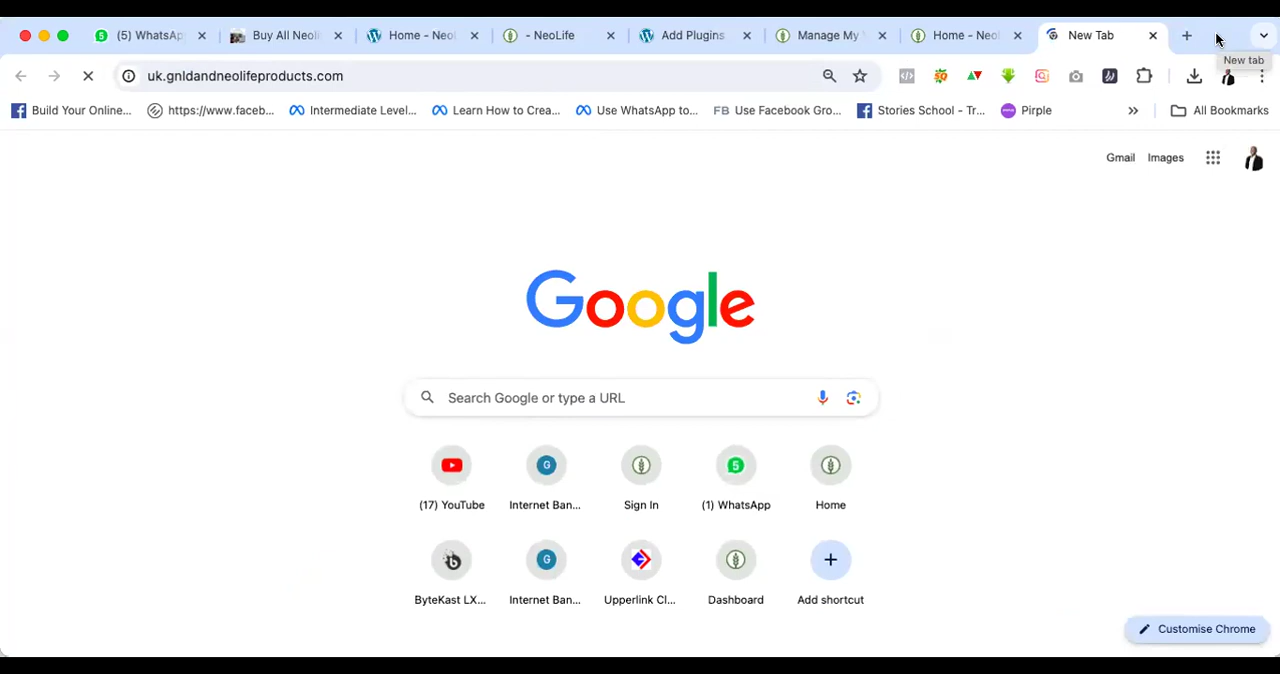 (5) WhatsAp
Buy All Neoli
Home - Neo
- NeoLife
Add Plugins
Manage My
Home - Neo
New Tab
New tab
uk.gnldandneolifeproducts.com
Build Your Online...
https://www.faceb...
Intermediate Level...
Learn How to Crea...
Use WhatsApp to...
FB Use Facebook Gro...
Stories School - Tr...
Pirple
»
All Bookmarks
Gmail
Images
Google
Search Google or type a URL
(17) YouTube
G
Internet Ban...
Sign In
5
(1) WhatsApp
Home
ByteKast LX...
G
Internet Ban...
Upperlink Cl...
Dashboard
Add shortcut
Customise Chrome